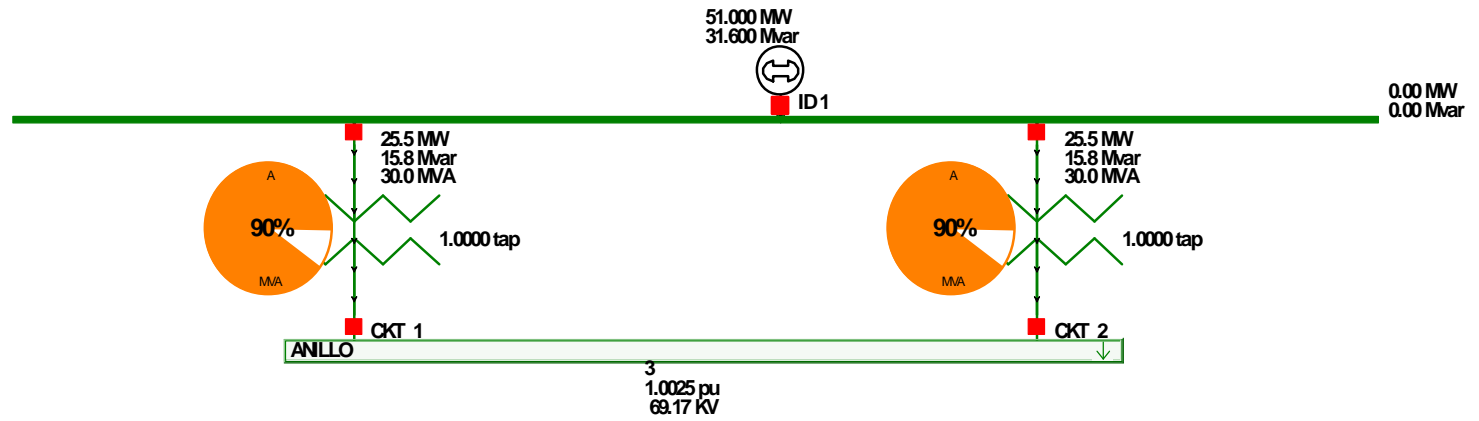 51.000 MW
31.600 Mvar
ID 1
0.00 MW
0.00 Mvar
25.5 MW
15.8 Mvar
30.0 MVA
A
90%
MVA
1.0000 tap
25.5 MW
15.8 Mvar
30.0 MVA
A
90%
MVA
1.0000 tap
CKT 1
CKT 2
ANILLO
3
1.0025 pu
69.17 KV